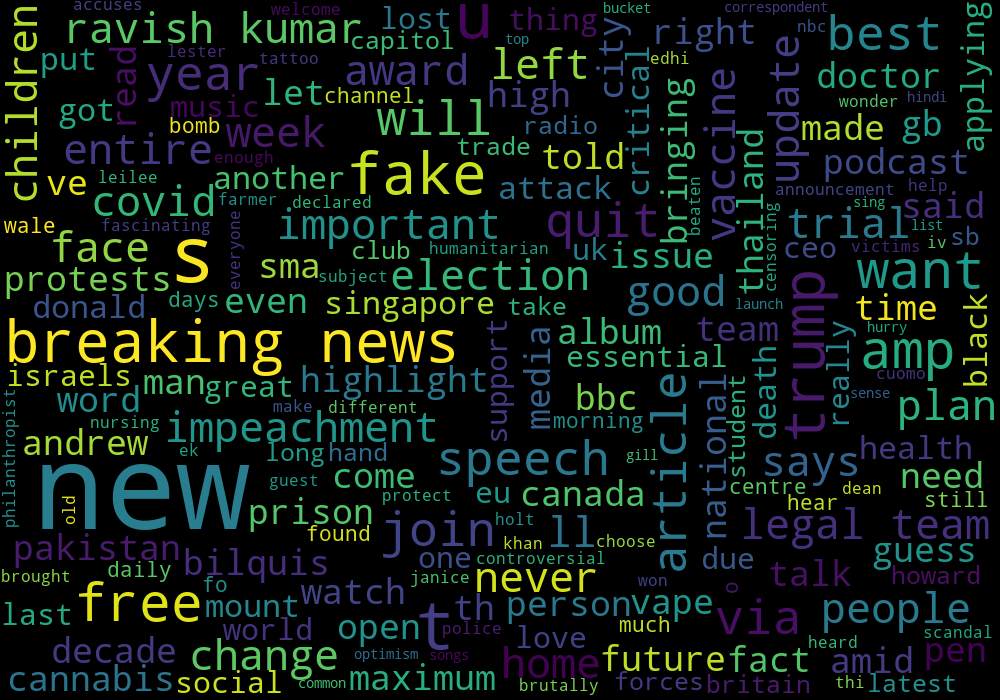 accuses
welcome
bucket
correspondent
ravish kumar
lost
u
thing
nbc
best
applying
children
put
read
lester
tattoo
capitol
top
left
edhi
city
right
update
doctor
year
award
got
music
let
channel
high
critical
bringing
vaccine
wonder
hindi
bomb
week
will
radio
made
gb
entire
enough
trade
told
podcast
ve
leilee
another
fake
attack
thailand
announcement
help
covid
farmer
declared
beaten
said
sing
wale
fascinating
everyone
important
quit
censoring
trial
list
face
s
club
humanitarian
uk
issue
ceo
victims
iv
sb
protests
sma
subject
election
good
trump
want
donald
days
even
singapore
take
launch
time
black
breaking news
support
media
album
team
really
hurry
amp
essential
israels
man
great
highlight
death
cuomo
philanthropist
word
make
different
bbc
article
national
student
sense
plan
nursing
impeachment
morning
andrew
ek
long
hand
speech
gill
says
health
new
old
guest
come
protect
eu
canada
centre
hear
dean
need
still
prison
found
join
holt
ll
legal team
pakistan
bilquis
khan
choose
one
controversial
due
guess
brought
daily
fo
watch
janice
never
won
o
talk
howard
last
free
mount
t
th
person
vape
via
people
world
open
police
much
heard
scandal
decade
change
optimism
songs
love
home
future
fact
amid
pen
cannabis
social
common
maximum
brutally
forces
britain
thi
latest